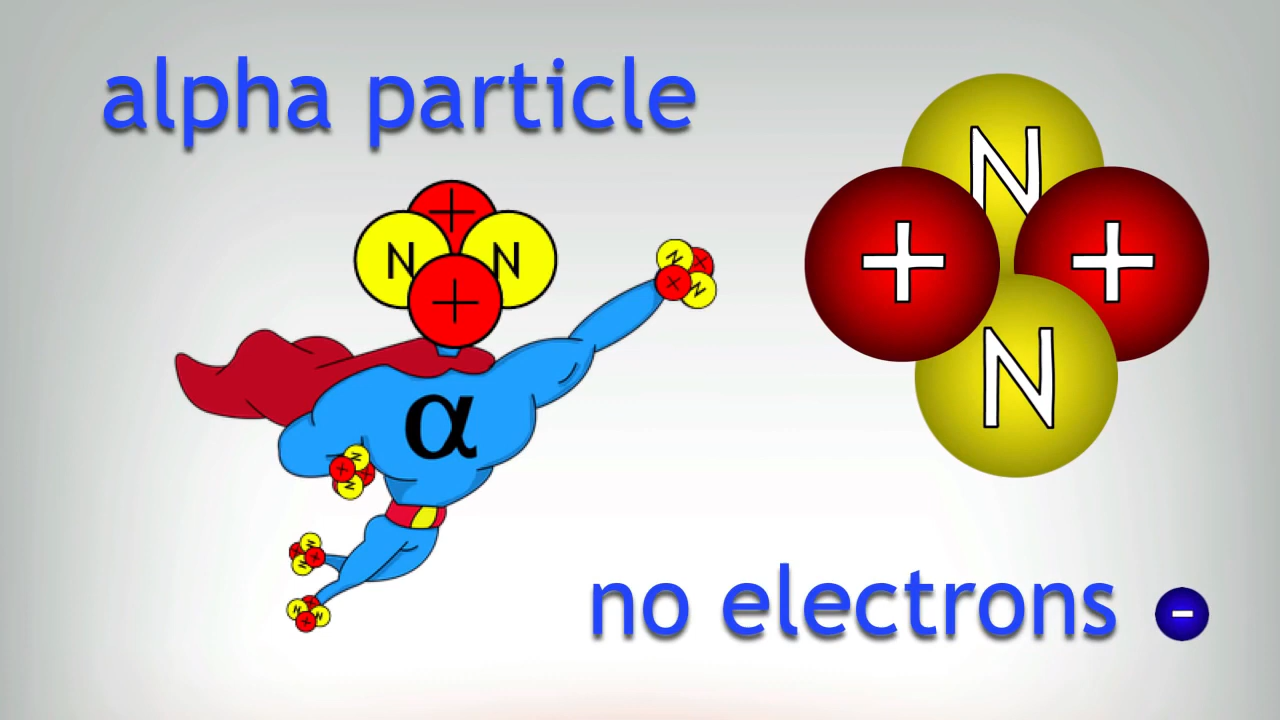 alpha particle
N
+
+
N
+
N
N
+
N
+
+
N
α
N
+
+
N
N
+
+
N
N
+
+
N
no electrons -